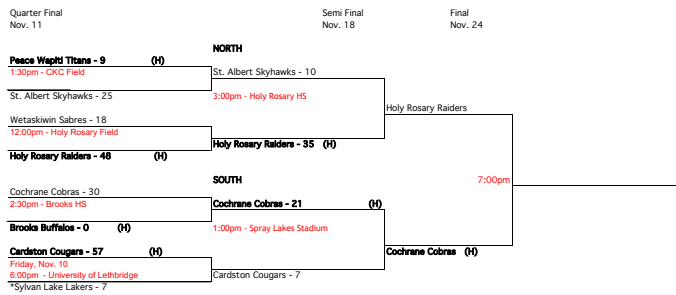 Quarter Final Semi Final Final
Nov. 11 Nov. 18 Nov. 24
NORTH
Peace Wapiti Titans - 9 (H)
1:30pm - CKC Field
St. Albert Skyhawks - 10
St. Albert Skyhawks - 25
3:00pm - Holy Rosary HS
Holy Rosary Raiders
Wetaskiwin Sabres - 18
12:00pm - Holy Rosary Field
Holy Rosary Raiders - 35 (H)
Holy Rosary Raiders - 48 (H)
SOUTH
7:00pm
Cochrane Cobras - 30
2:30pm - Brooks HS
Cochrane Cobras - 21 (H)
Brooks Buffalos - 0 (H)
1:00pm - Spray Lakes Stadium
Cardston Cougars - 57 (H)
Cochrane Cobras (H)
Friday, Nov. 10
6:00pm - University of Lethbridge
Cardston Cougars - 7
*Sylvan Lake Lakers - 7